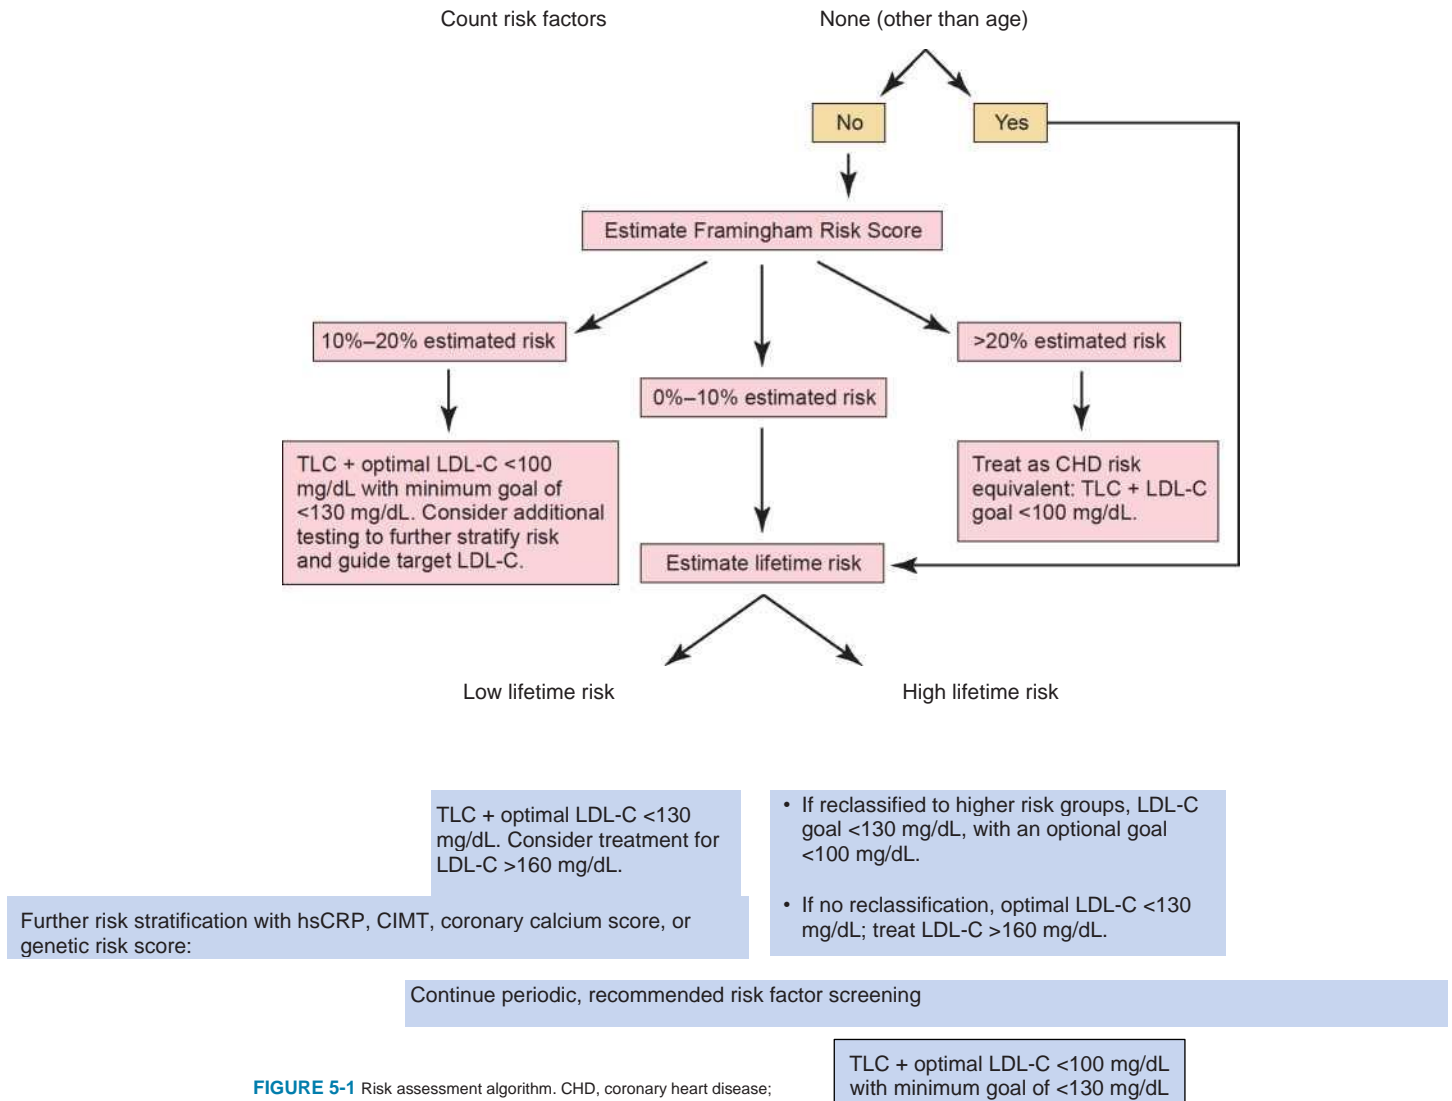 Count risk factors
None (other than age)
No
Yes
Estimate Framingham Risk Score
10%–20% estimated risk
>20% estimated risk
0%–10% estimated risk
TLC + optimal LDL-C <100
mg/dL with minimum goal of
<130 mg/dL. Consider additional
testing to further stratify risk
and guide target LDL-C.
Treat as CHD risk
equivalent: TLC + LDL-C
goal <100 mg/dL.
Estimate lifetime risk
Low lifetime risk
High lifetime risk
TLC + optimal LDL-C <130
mg/dL. Consider treatment for
LDL-C >160 mg/dL.
• If reclassified to higher risk groups, LDL-C
goal <130 mg/dL, with an optional goal
<100 mg/dL.
• If no reclassification, optimal LDL-C <130
mg/dL; treat LDL-C >160 mg/dL.
Further risk stratification with hsCRP, CIMT, coronary calcium score, or
genetic risk score:
Continue periodic, recommended risk factor screening
TLC + optimal LDL-C <100 mg/dL
with minimum goal of <130 mg/dL
FIGURE 5-1 Risk assessment algorithm. CHD, coronary heart disease;